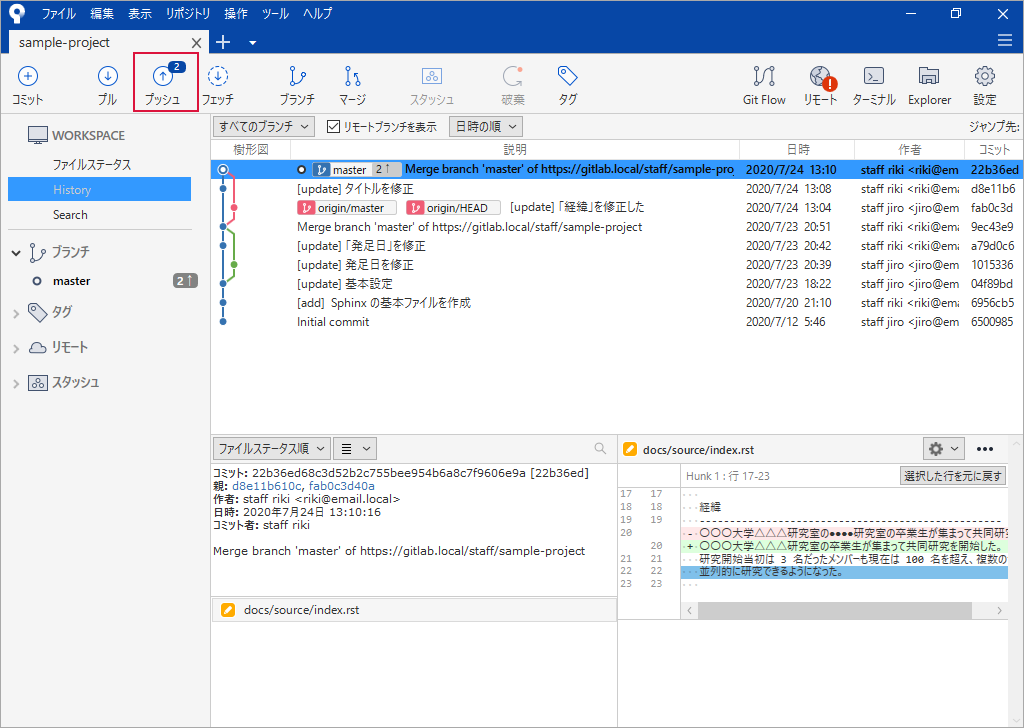 ファイル 編集 表示 リポジトリ 操作 ツール ヘルプ
sample-project
コミット プル 2 プッシュ フェッチ ブランチ マージ スタッシュ 破棄 タグ Git Flow リモート ターミナル Explorer 設定
WORKSPACE
ファイルステータス
History
Search
ブランチ
master 2↑
タグ
リモート
スタッシュ
すべてのブランチ リモートブランチを表示 日時の順 ジャンプ先:
樹形図 説明 日時 作者 コミット
master 2↑ Merge branch 'master' of https://gitlab.local/staff/sample-pro 2020/7/24 13:10 staff riki <riki@em 22b36ed
[update] タイトルを修正 2020/7/24 13:08 staff riki <riki@ema d8e11b6
origin/master origin/HEAD [update] 「経緯」を修正した 2020/7/24 13:04 staff jiro <jiro@ema fab0c3d
Merge branch 'master' of https://gitlab.local/staff/sample-project 2020/7/23 20:51 staff jiro <jiro@ema 9ec43e9
[update] 「発足日」を修正 2020/7/23 20:42 staff jiro <jiro@ema a79d0c6
[update] 発足日を修正 2020/7/23 20:39 staff riki <riki@ema 1015336
[update] 基本設定 2020/7/23 18:22 staff jiro <jiro@ema 04f89bd
[add] Sphinx の基本ファイルを作成 2020/7/20 21:10 staff riki <riki@ema 6956cb5
Initial commit 2020/7/12 5:46 staff jiro <jiro@em 6500985
ファイルステータス順
コミット: 22b36ed68c3d52b2c755bee954b6a8c7f9606e9a [22b36ed]
親: d8e11b610c, fab0c3d40a
作者: staff riki <riki@email.local>
日時: 2020年7月24日 13:10:16
コミット者: staff riki
Merge branch 'master' of https://gitlab.local/staff/sample-project
docs/source/index.rst
docs/source/index.rst
Hunk 1 : 行 17-23 選択した行を元に戻す
17 17
18 18 経緯
19 19 --------------------------------------------------
20 - 〇〇〇大学△△△研究室の●●●●研究室の卒業生が集まって共同研
20 + 〇〇〇大学△△△研究室の卒業生が集まって共同研究を開始した。
21 21 研究開始当初は 3 名だったメンバーも現在は 100 名を超え、複数の
22 22 並列的に研究できるようになった。
23 23